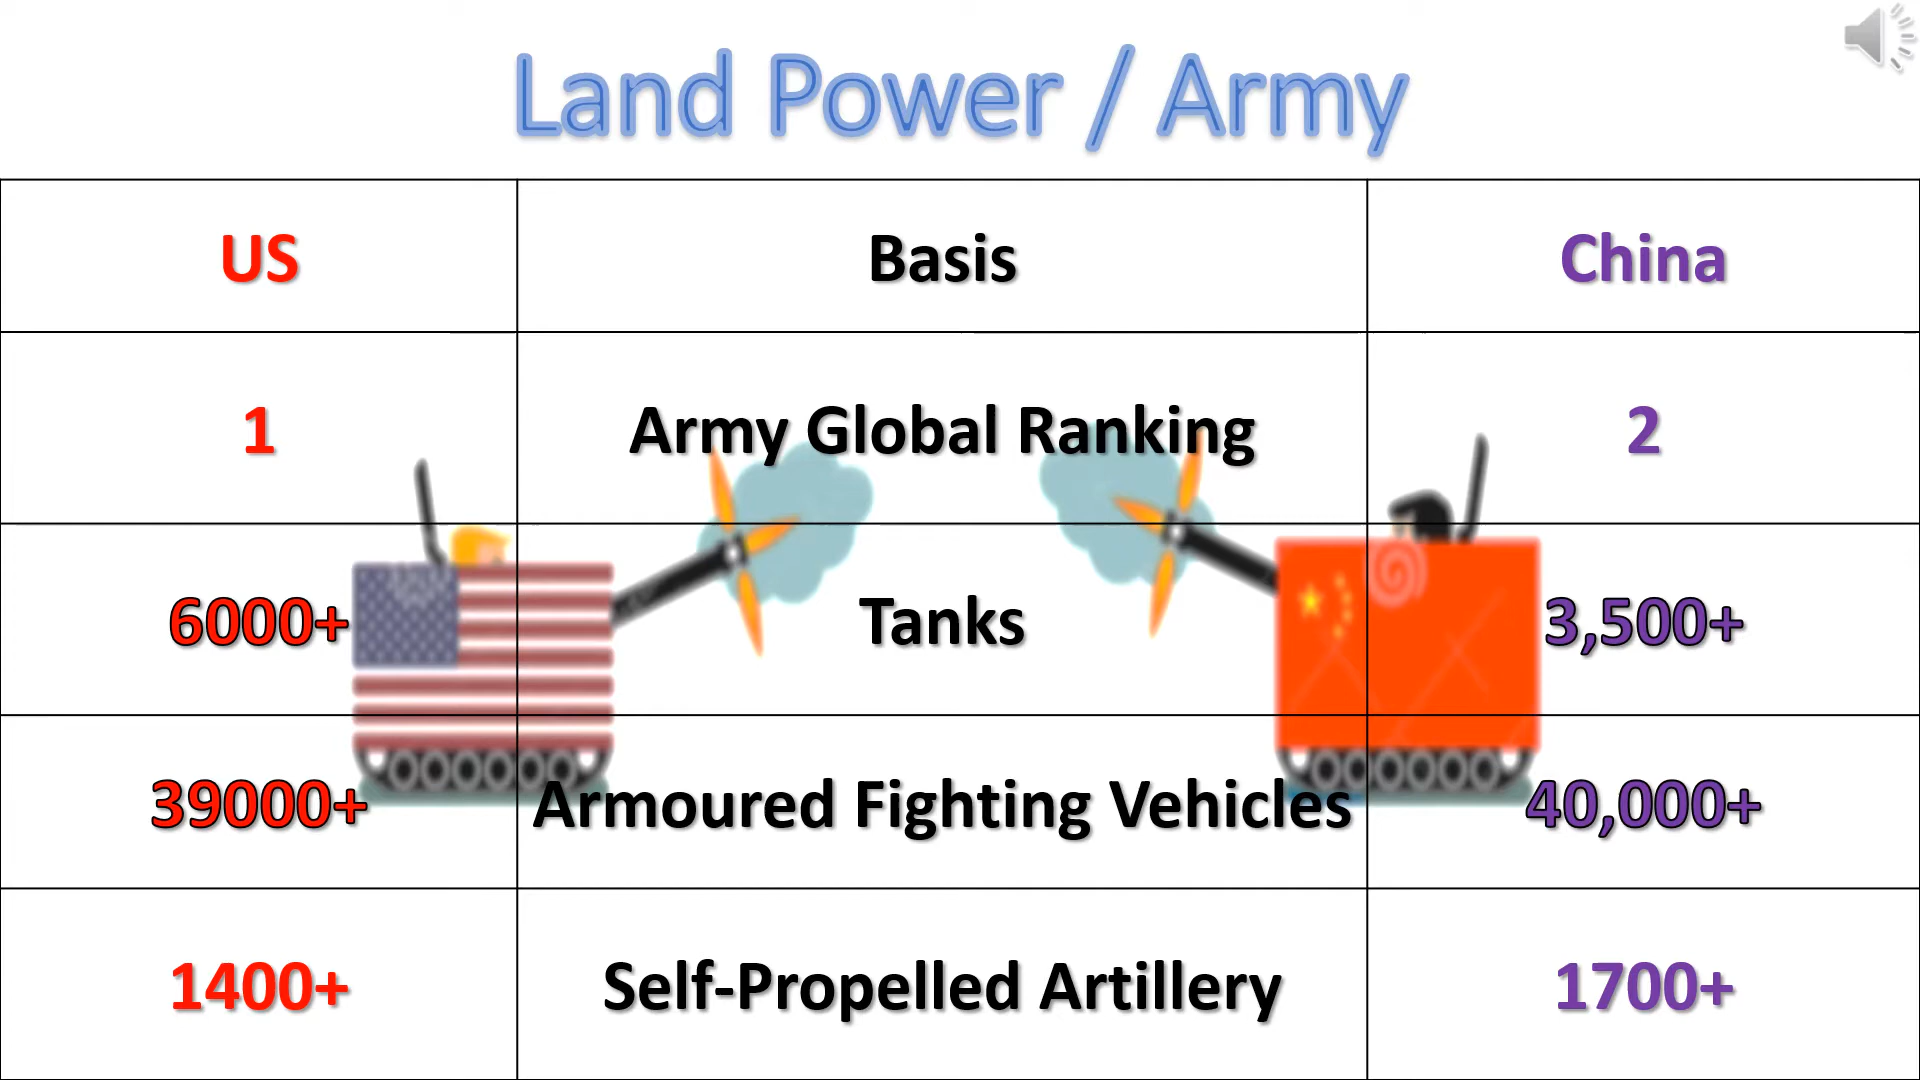 Land Power / Army
US Basis China
1 Army Global Ranking 2
6000+ Tanks 3,500+
39000+ Armoured Fighting Vehicles 40,000+
1400+ Self-Propelled Artillery 1700+